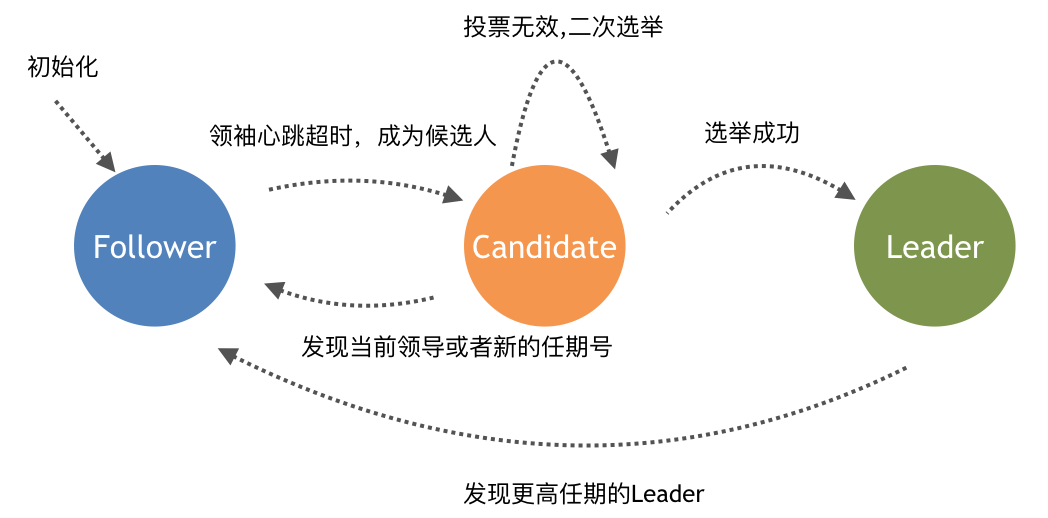 投票无效,二次选举
初始化
领袖心跳超时，成为候选人
选举成功
Follower
Candidate
Leader
发现当前领导或者新的任期号
发现更高任期的Leader